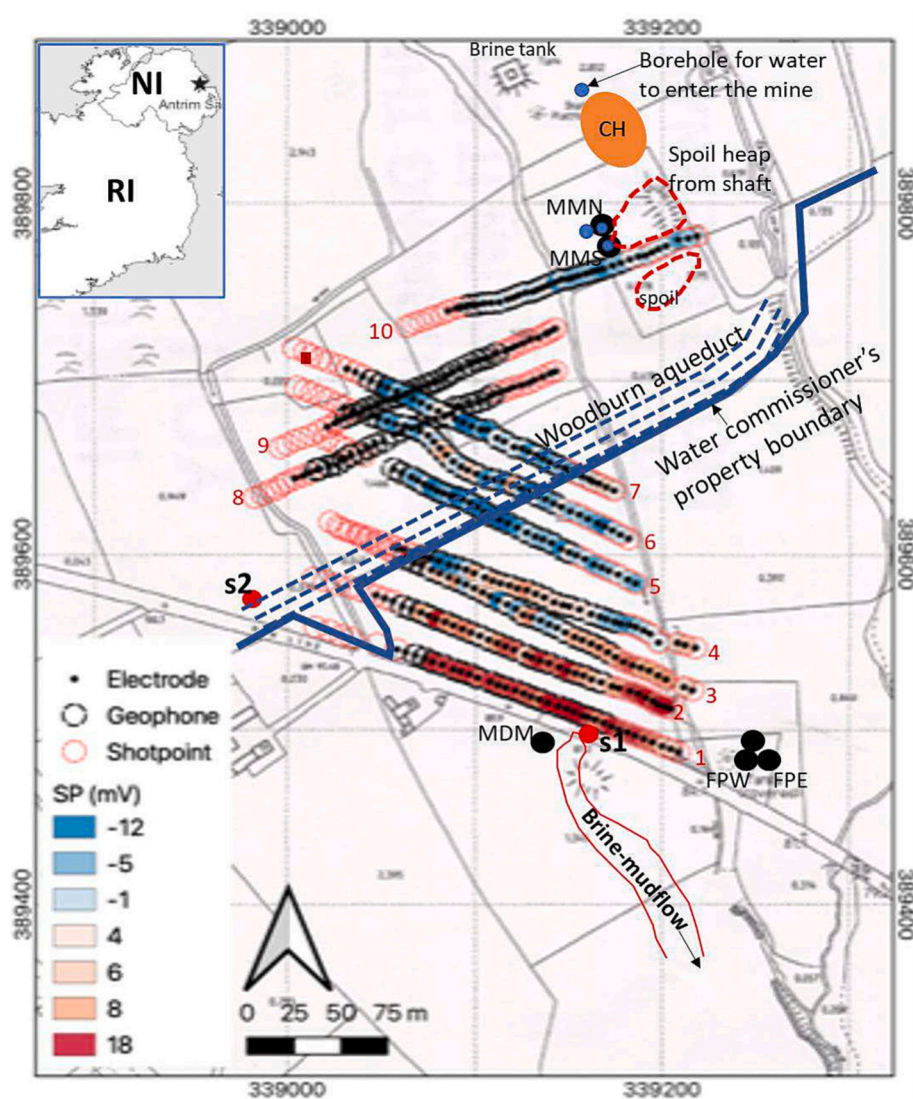 339000
339200
NI
Antrim
RI
Brine tank
Borehole for water
to enter the mine
CH
Spoil heap
from shaft
389800
389800
MMN
MMS
spoil
10
9
8
7
6
5
4
3
2
1
Woodburn aqueduct
Water commissioner's
property boundary
389600
389600
s2
s1
MDM
FPW
FPE
Brine-mudflow
389400
389400
Electrode
Geophone
Shotpoint
SP (mV)
-12
-5
-1
4
6
8
18
0 25 50 75 m
339000
339200